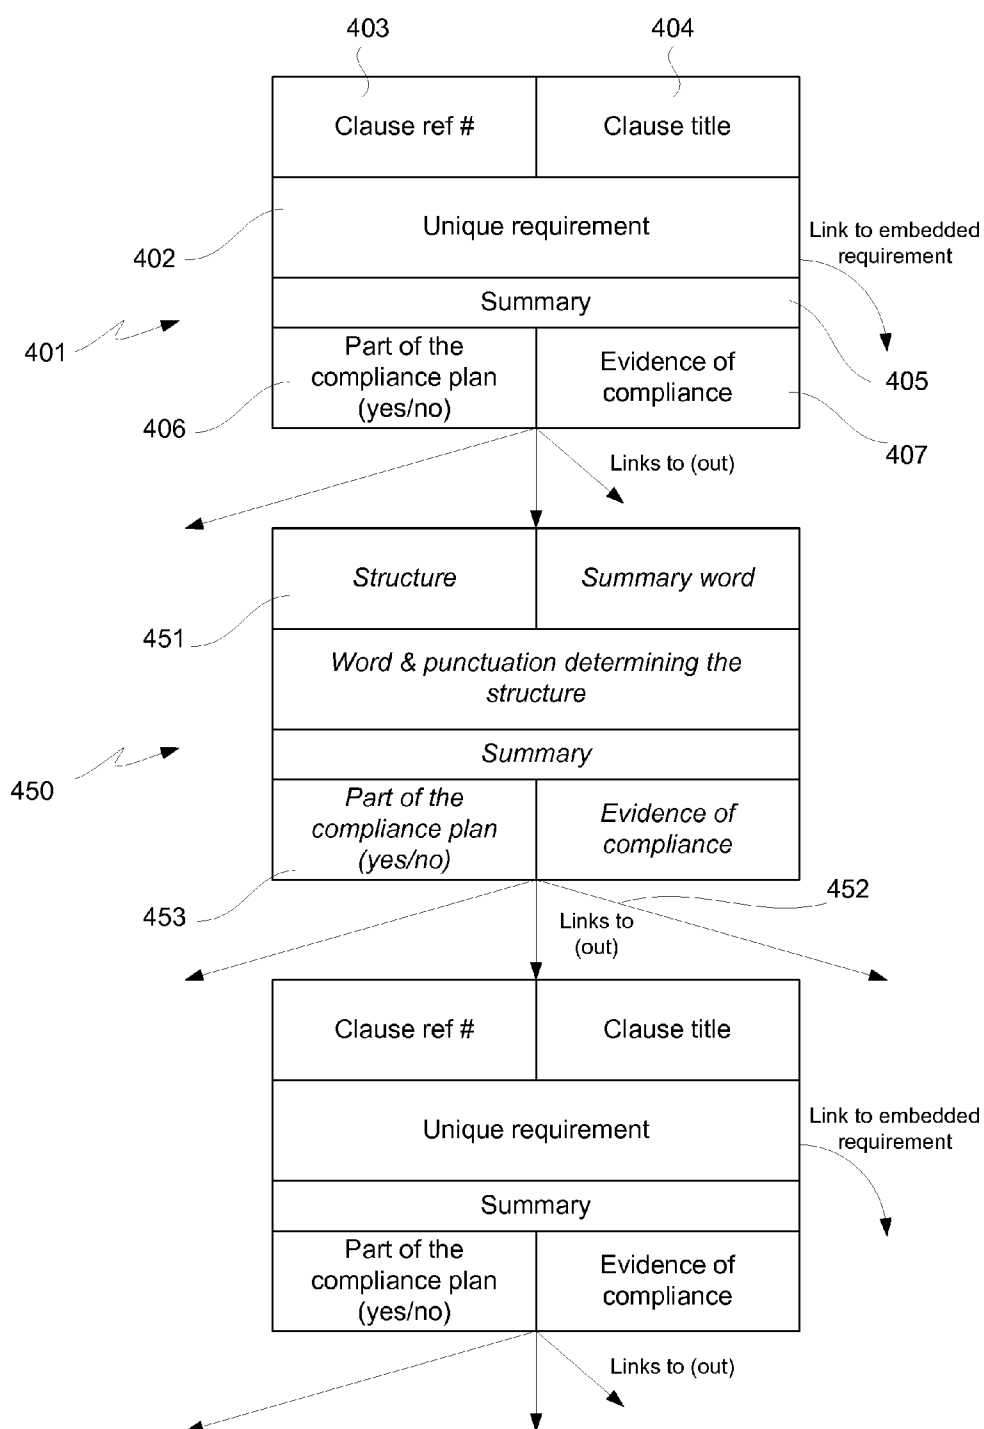 403
404
Clause ref #
Clause title
402
Unique requirement
Link to embedded
requirement
401
Summary
405
406
Part of the
compliance plan
(yes/no)
Evidence of
compliance
407
Links to (out)
451
Structure
Summary word
Word & punctuation determining the
structure
450
Summary
453
Part of the
compliance plan
(yes/no)
Evidence of
compliance
452
Links to
(out)
Clause ref #
Clause title
Unique requirement
Link to embedded
requirement
Summary
Part of the
compliance plan
(yes/no)
Evidence of
compliance
Links to (out)